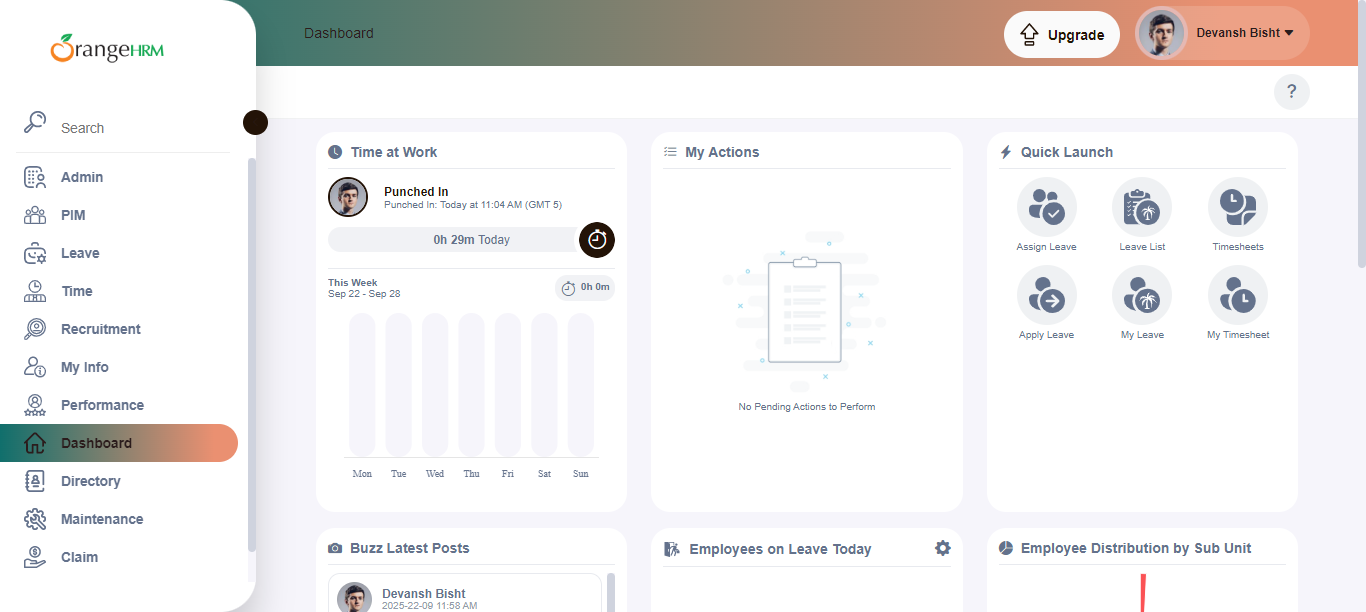 OrangeHRM
Search
Admin
PIM
Leave
Time
Recruitment
My Info
Performance
Dashboard
Directory
Maintenance
Claim
Dashboard
Upgrade
Devansh Bisht
?
Time at Work
Punched In
Punched In: Today at 11:04 AM (GMT 5)
0h 29m Today
This Week
Sep 22 - Sep 28
0h 0m
Mon Tue Wed Thu Fri Sat Sun
My Actions
No Pending Actions to Perform
Quick Launch
Assign Leave Leave List Timesheets
Apply Leave My Leave My Timesheet
Buzz Latest Posts
Devansh Bisht
2025-22-09 11:58 AM
Employees on Leave Today
Employee Distribution by Sub Unit